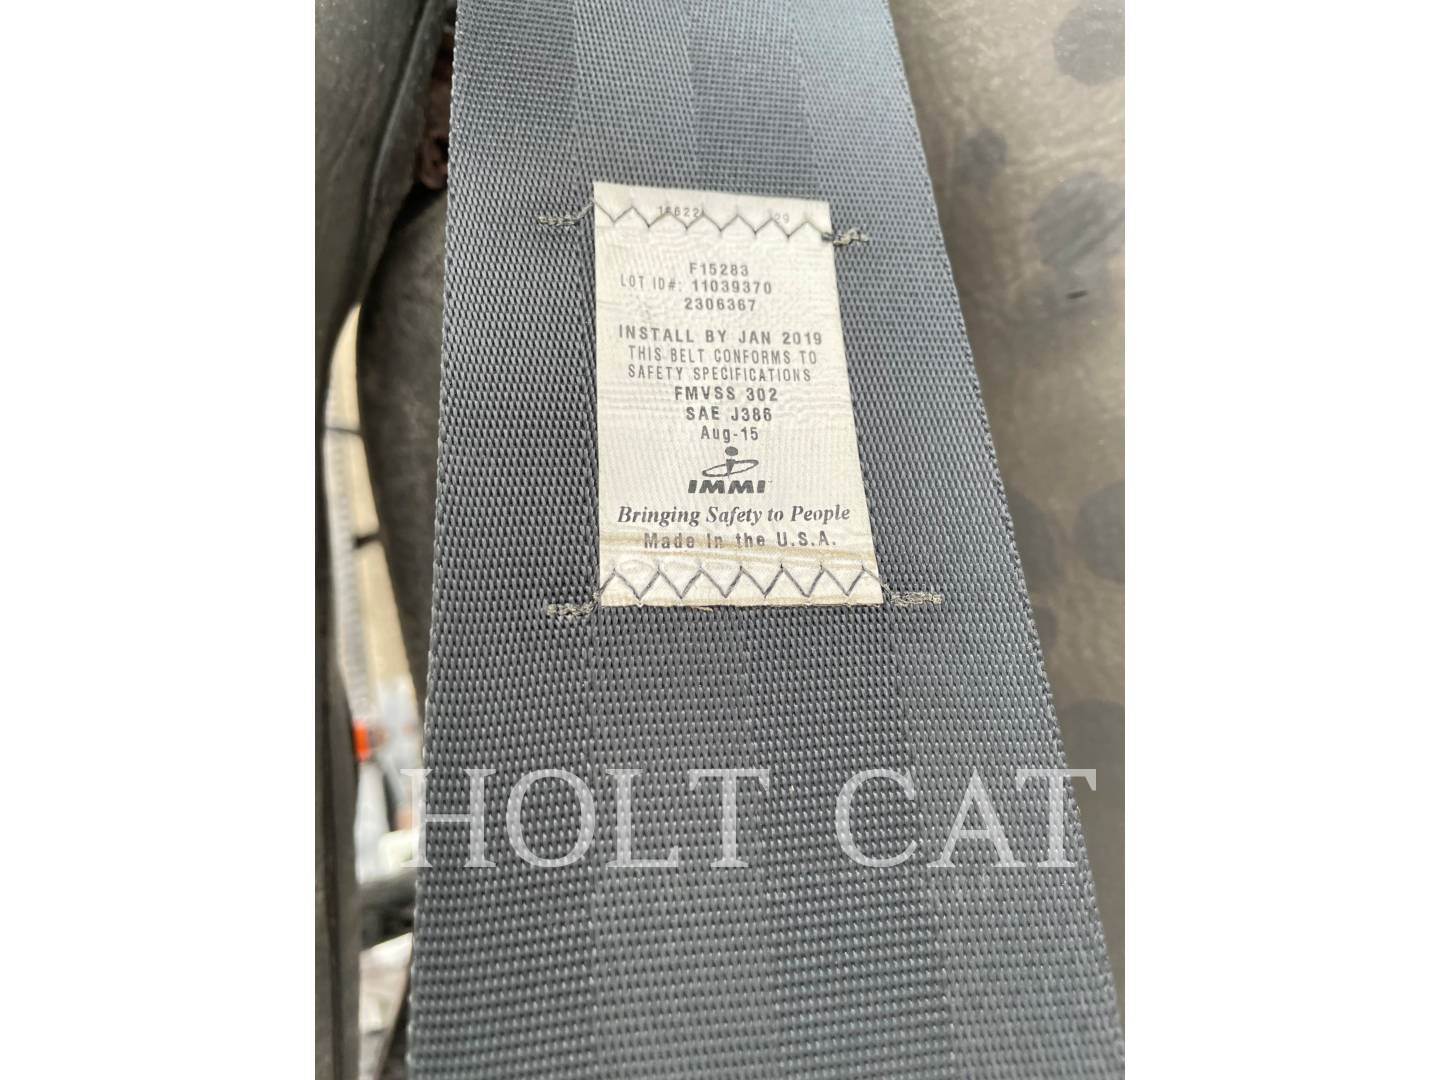 F15283
LOT ID#: 11039370
2306367
INSTALL BY JAN 2019
THIS BELT CONFORMS TO
SAFETY SPECIFICATIONS
FMVSS 302
SAE J386
Aug-15
IMMI
Bringing Safety to People
Made In the U.S.A.
HOLT CAT